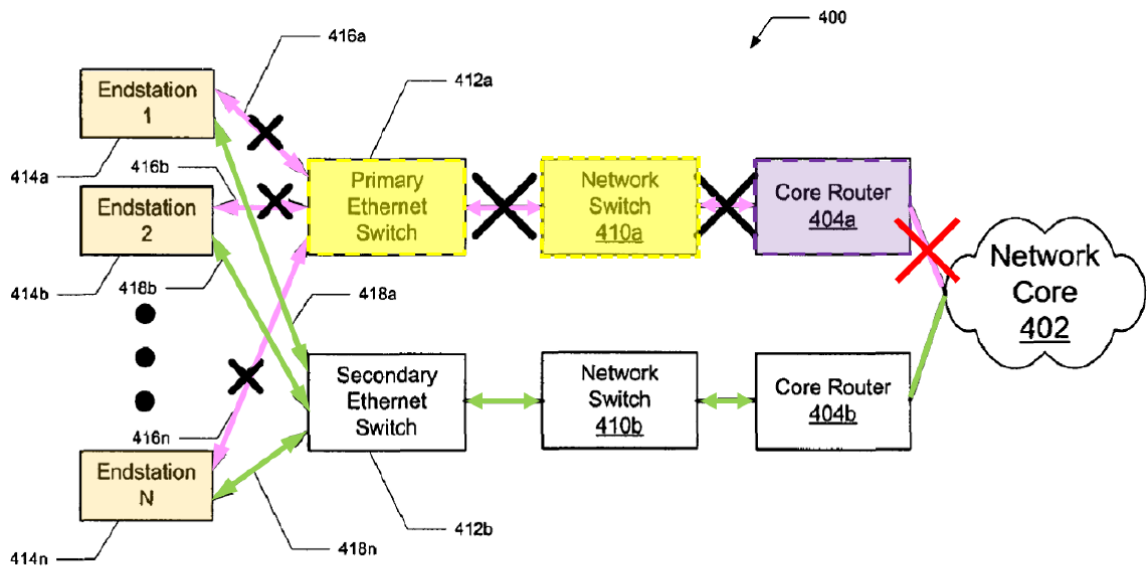 400
416a
412a
Endstation
1
414a
416b
Primary
Ethernet
Switch
Network
Switch
410a
Core Router
404a
Endstation
2
414b
418b
418a
Network
Core
402
Secondary
Ethernet
Switch
Network
Switch
410b
Core Router
404b
416n
Endstation
N
414n
418n
412b